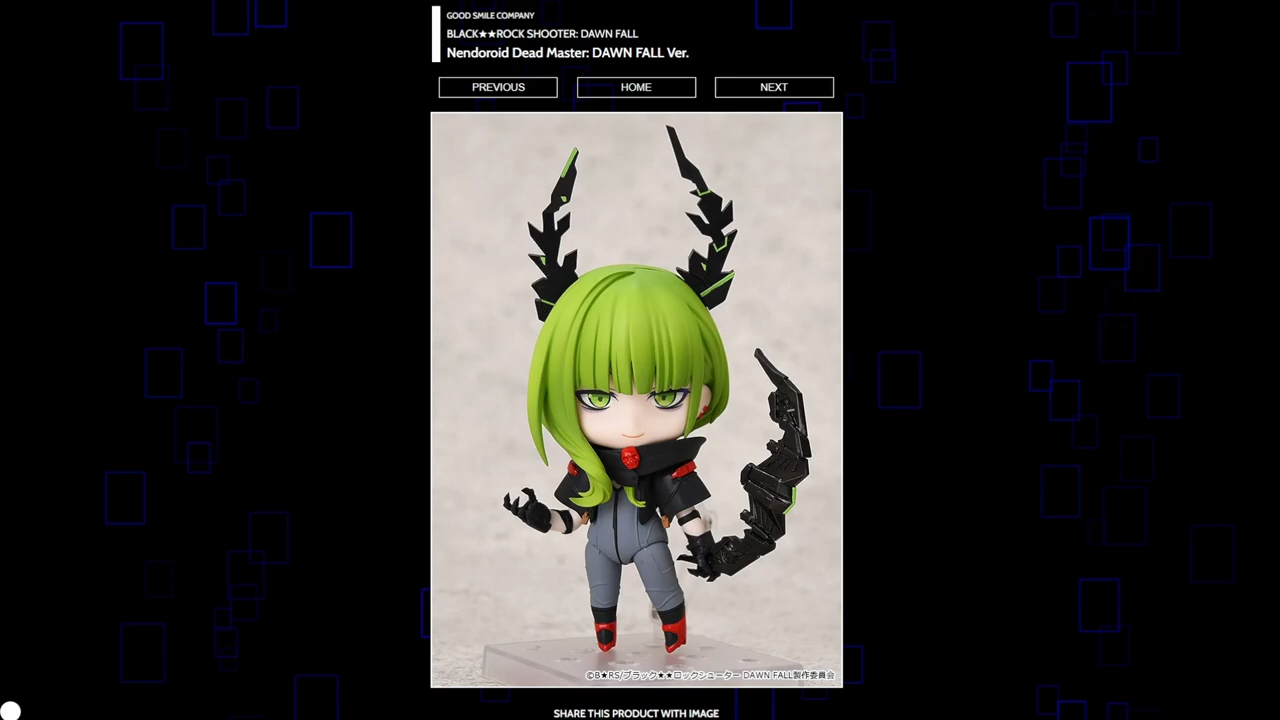 GOOD SMILE COMPANY
BLACK★★ROCK SHOOTER: DAWN FALL
Nendoroid Dead Master: DAWN FALL Ver.
PREVIOUS
HOME
NEXT
©B★RS/ブラック★★ロックシューター DAWN FALL製作委員会
SHARE THIS PRODUCT WITH IMAGE